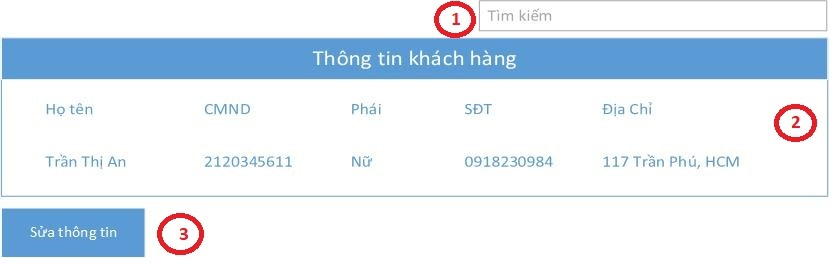 1 Tìm kiếm
Thông tin khách hàng
Họ tên CMND Phái SĐT Địa Chỉ
2
Trần Thị An 2120345611 Nữ 0918230984 117 Trần Phú, HCM
Sửa thông tin 3